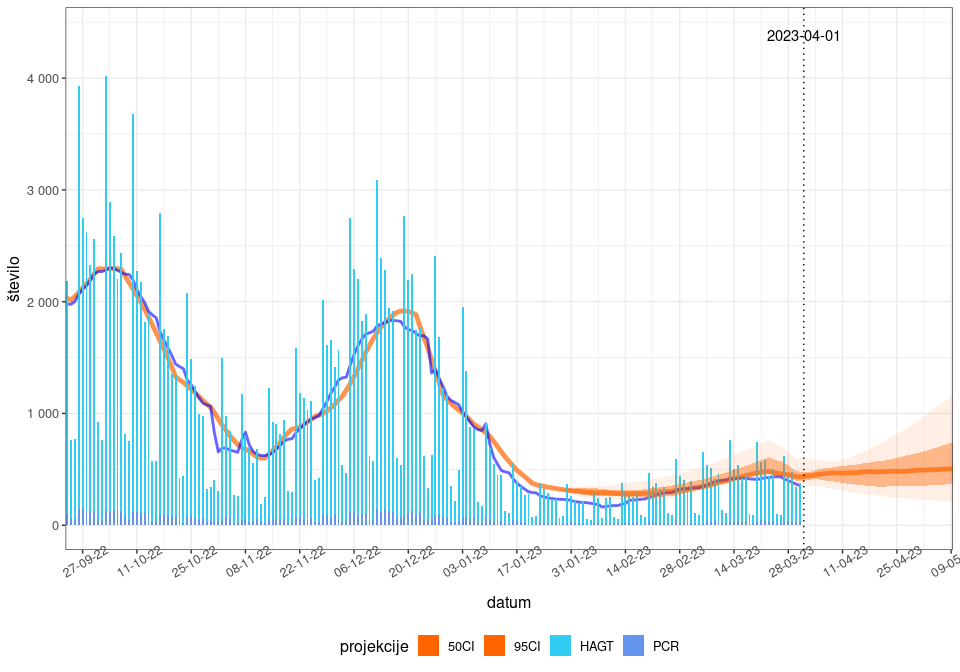 2023-04-01
4 000
3 000
2 000
1 000
0
število
27-09-22 11-10-22 25-10-22 08-11-22 22-11-22 06-12-22 20-12-22 03-01-23 17-01-23 31-01-23 14-02-23 28-02-23 14-03-23 28-03-23 11-04-23 25-04-23 09-05
datum
projekcije 50CI 95CI HAGT PCR